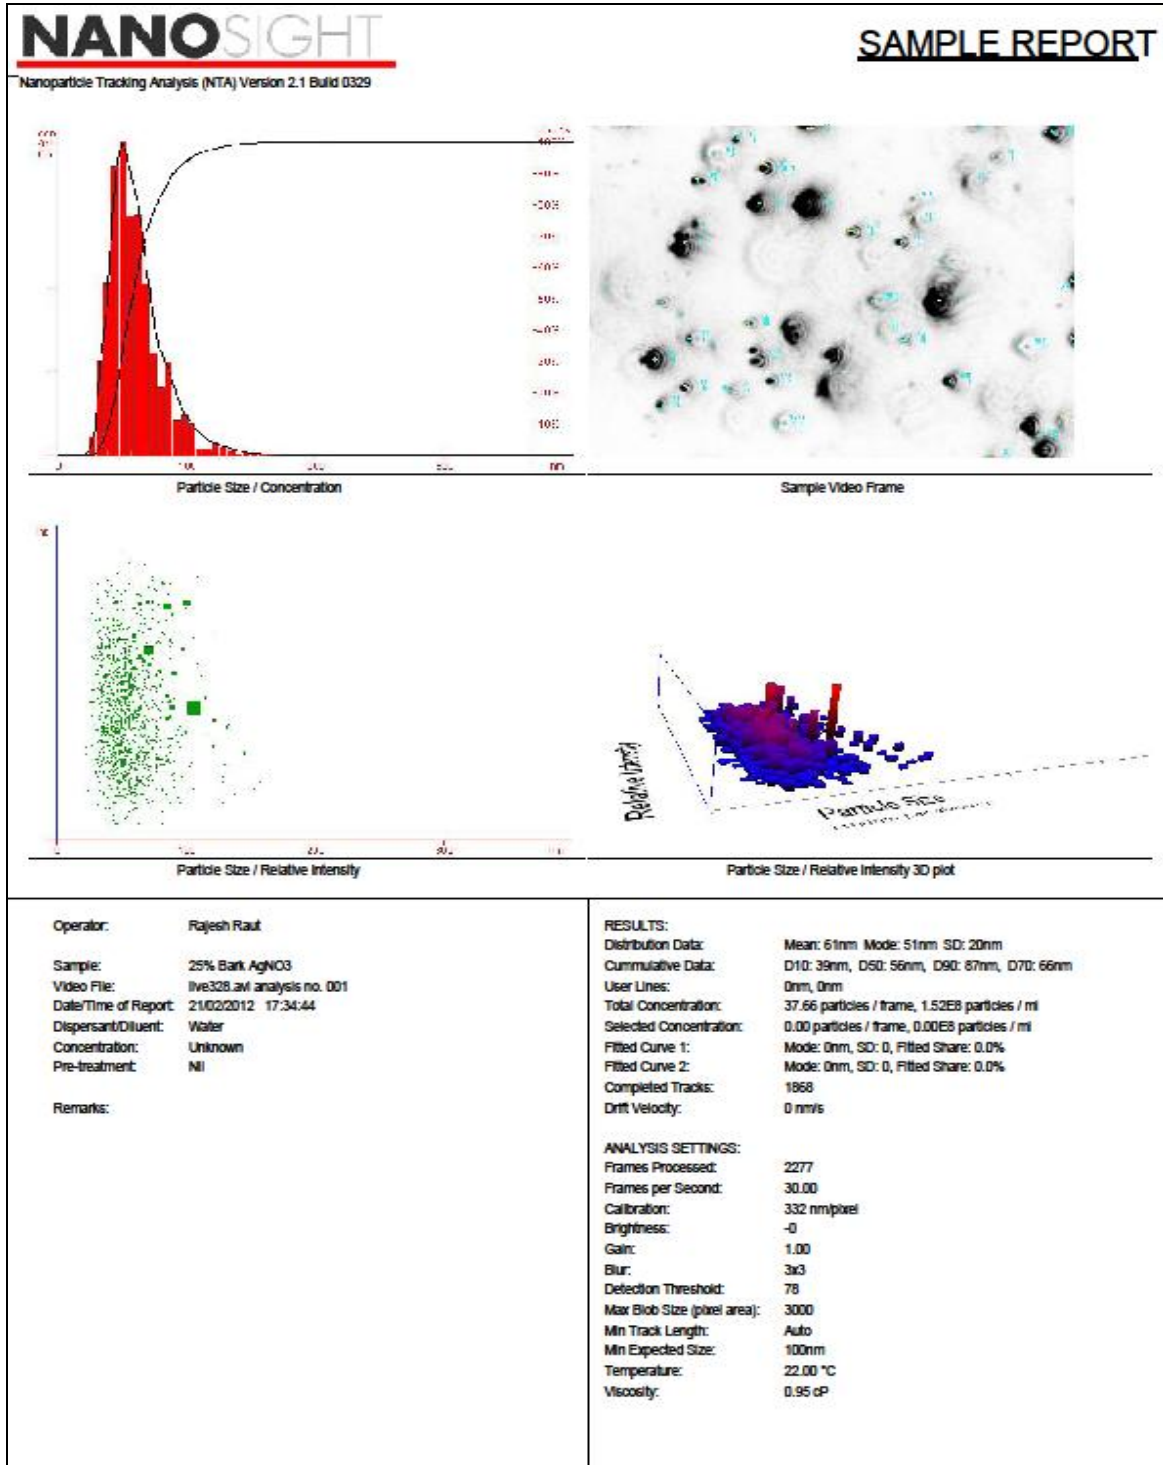 NANOSIGHT
SAMPLE REPORT
Nanoparticle Tracking Analysis (NTA) Version 2.1 Build 0329
Particle Size / Concentration
Sample Video Frame
Relative Intensity
Particle Size
Particle Size / Relative Intensity
Particle Size / Relative Intensity 3D plot
Operator: Rajesh Raut
Sample: 25% Bark AgNO3
Video File: live328.avi analysis no. 001
Date/Time of Report: 21/02/2012 17:34:44
Dispersant/Diluent: Water
Concentration: Unknown
Pre-treatment: Nil
Remarks:
RESULTS:
Distribution Data: Mean: 61nm Mode: 51nm SD: 20nm
Cummulative Data: D10: 39nm, D50: 56nm, D90: 87nm, D70: 66nm
User Lines: 0nm, 0nm
Total Concentration: 37.66 particles / frame, 1.52E8 particles / ml
Selected Concentration: 0.00 particles / frame, 0.00E8 particles / ml
Fitted Curve 1: Mode: 0nm, SD: 0, Fitted Share: 0.0%
Fitted Curve 2: Mode: 0nm, SD: 0, Fitted Share: 0.0%
Completed Tracks: 1868
Drift Velocity: 0 nm/s
ANALYSIS SETTINGS:
Frames Processed: 2277
Frames per Second: 30.00
Calibration: 332 nm/pixel
Brightness: -0
Gain: 1.00
Blur: 3x3
Detection Threshold: 78
Max Blob Size (pixel area): 3000
Min Track Length: Auto
Min Expected Size: 100nm
Temperature: 22.00 °C
Viscosity: 0.95 cP